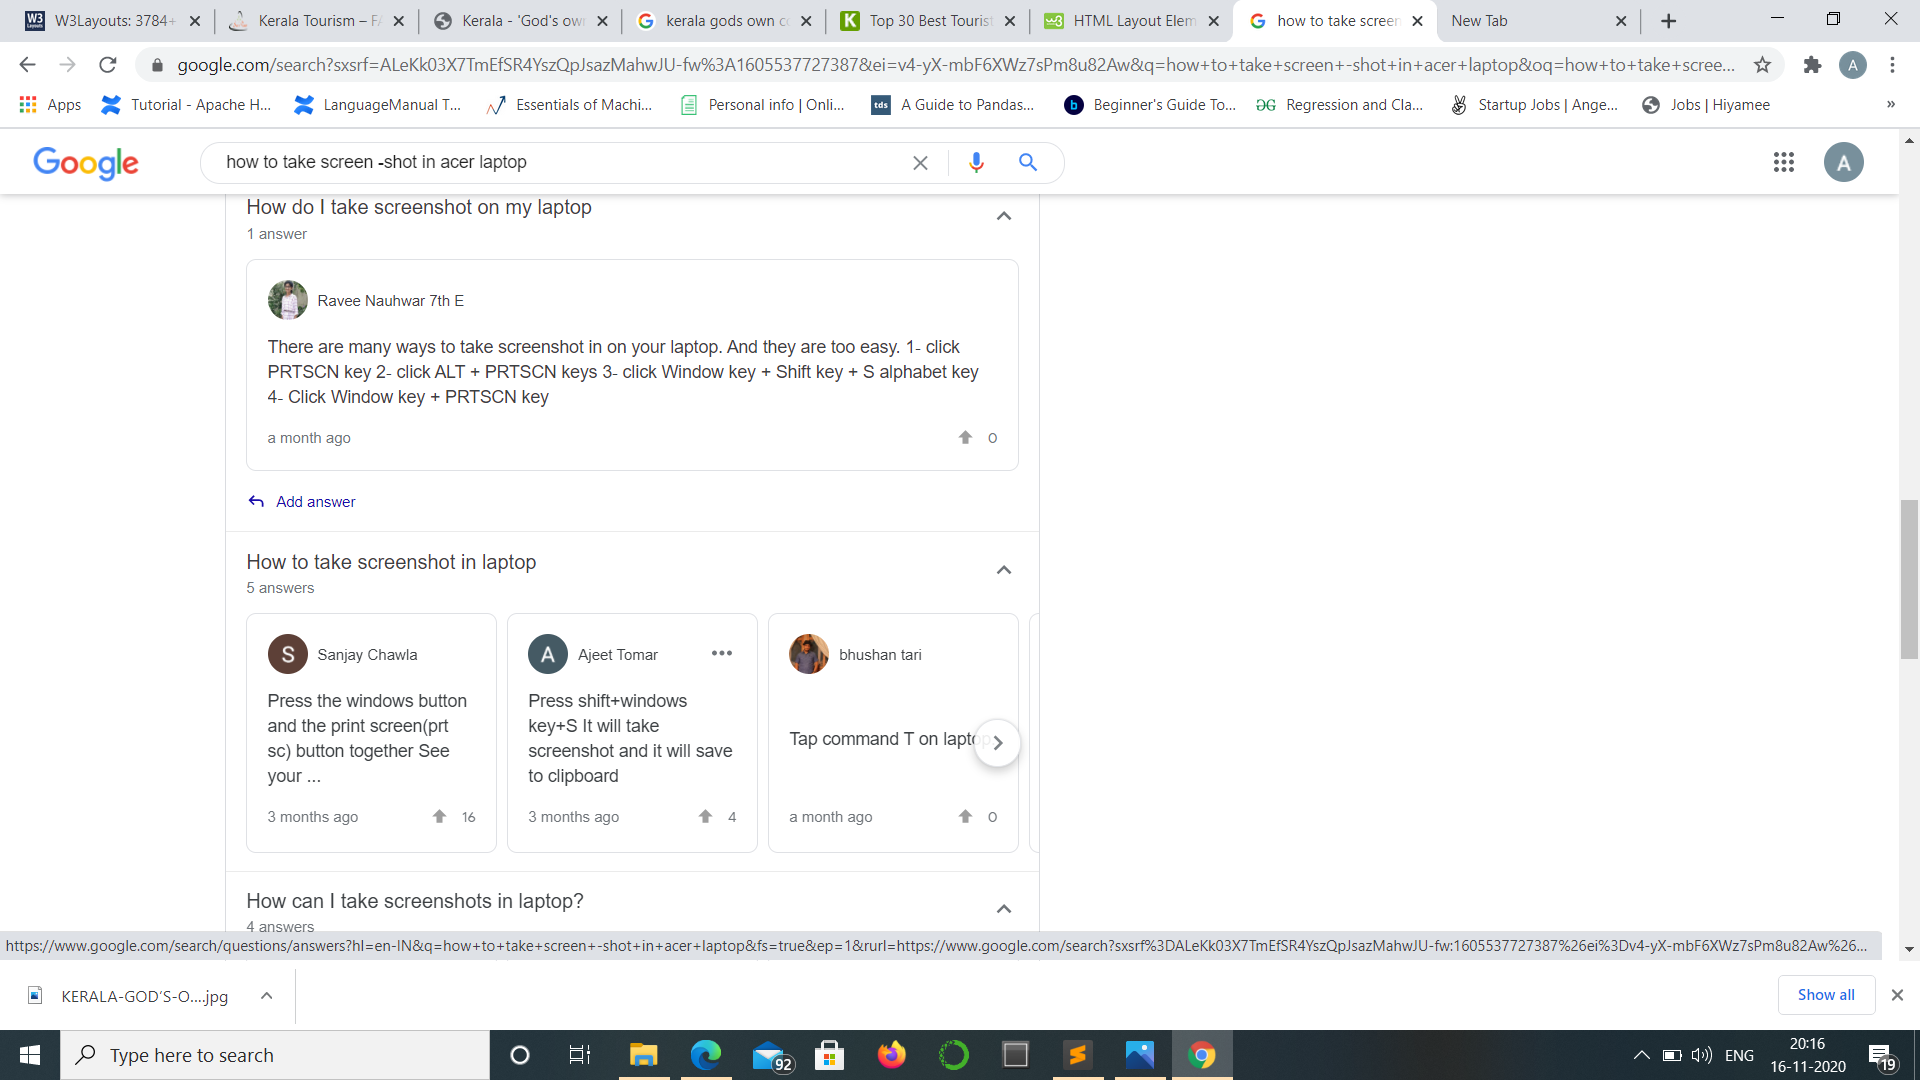 W3Layouts: 3784+
Kerala Tourism – FA
Kerala - 'God's own
kerala gods own co
Top 30 Best Tourist
HTML Layout Elem
how to take screen
New Tab
google.com/search?sxsrf=ALeKk03X7TmEfSR4YszQpJsazMahwJU-fw%3A1605537727387&ei=v4-yX-mbF6XWz7sPm8u82Aw&q=how+to+take+screen+-shot+in+acer+laptop&oq=how+to+take+scree...
A
Apps
Tutorial - Apache H...
LanguageManual T...
Essentials of Machi...
Personal info | Onli...
tds
A Guide to Pandas...
b
Beginner's Guide To...
Regression and Cla...
Startup Jobs | Ange...
Jobs | Hiyamee
»
Google
how to take screen -shot in acer laptop
A
How do I take screenshot on my laptop
1 answer
Ravee Nauhwar 7th E
There are many ways to take screenshot in on your laptop. And they are too easy. 1- click
PRTSCN key 2- click ALT + PRTSCN keys 3- click Window key + Shift key + S alphabet key
4- Click Window key + PRTSCN key
a month ago
0
Add answer
How to take screenshot in laptop
5 answers
S
Sanjay Chawla
Press the windows button
and the print screen(prt
sc) button together See
your ...
3 months ago
16
A
Ajeet Tomar
Press shift+windows
key+S It will take
screenshot and it will save
to clipboard
3 months ago
4
bhushan tari
Tap command T on laptop
a month ago
0
How can I take screenshots in laptop?
4 answers
https://www.google.com/search/questions/answers?hl=en-IN&q=how+to+take+screen+-shot+in+acer+laptop&fs=true&ep=1&rurl=https://www.google.com/search?sxsrf%3DALeKk03X7TmEfSR4YszQpJsazMahwJU-fw:1605537727387%26ei%3Dv4-yX-mbF6XWz7sPm8u82Aw%26...
KERALA-GOD'S-O....jpg
Show all
Type here to search
92
ENG
20:16
16-11-2020
19